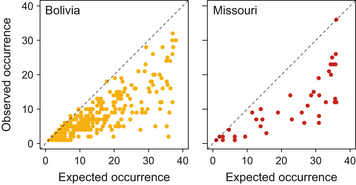 Bolivia
Missouri
Observed occurrence
40
30
20
10
0
0 10 20 30 40
0 10 20 30 40
Expected occurrence
Expected occurrence